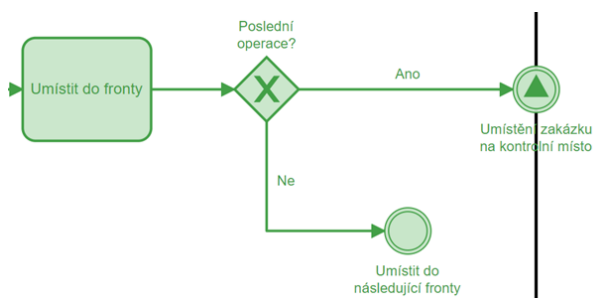 Poslední
operace?
Umístit do fronty
Ano
Umístění zakázku
na kontrolní místo
Ne
Umístit do
následující fronty